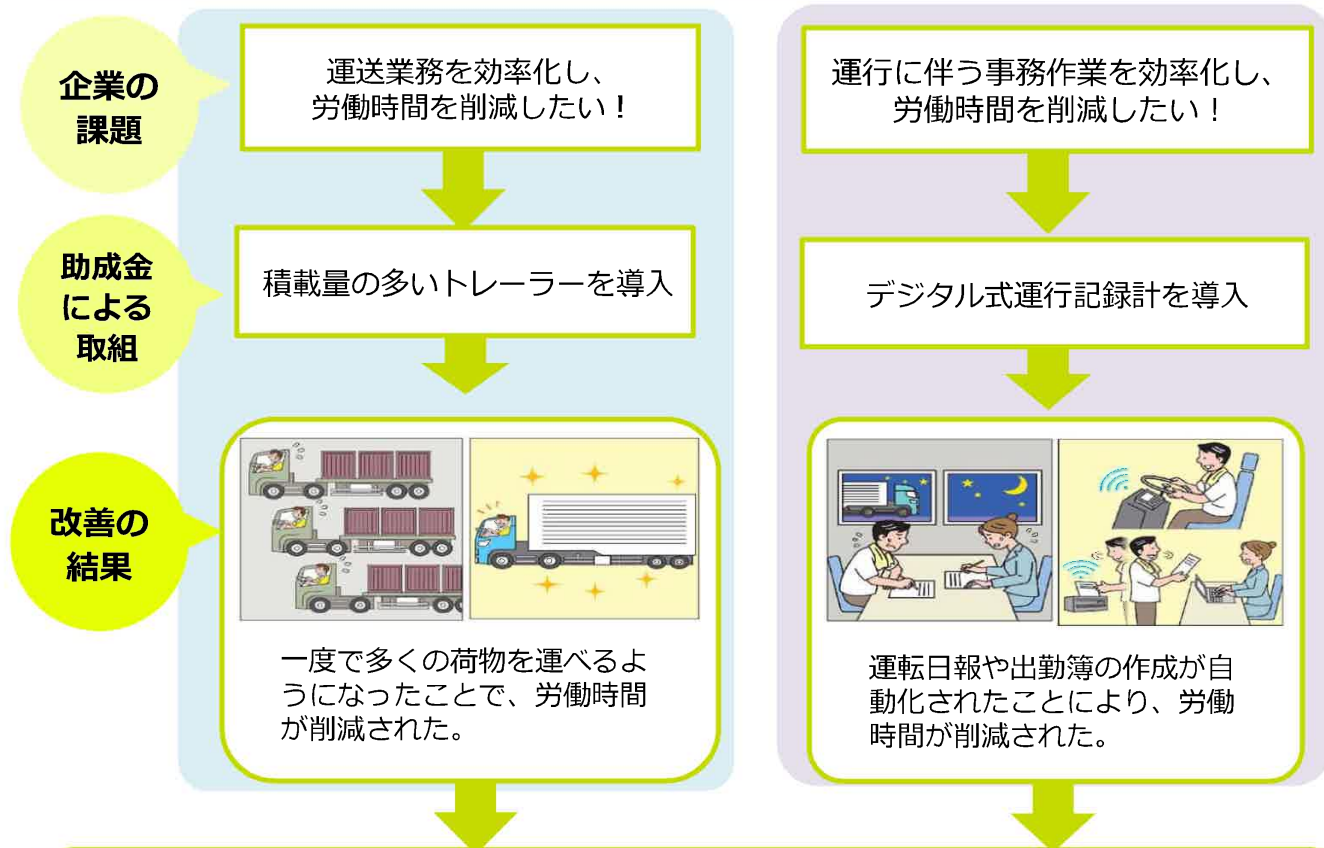 企業の
課題
運送業務を効率化し、
労働時間を削減したい！
運行に伴う事務作業を効率化し、
労働時間を削減したい！
助成金
による
取組
積載量の多いトレーラーを導入
デジタル式運行記録計を導入
改善の
結果
一度で多くの荷物を運べるよ
うになったことで、労働時間
が削減された。
運転日報や出勤簿の作成が自
動化されたことにより、労働
時間が削減された。